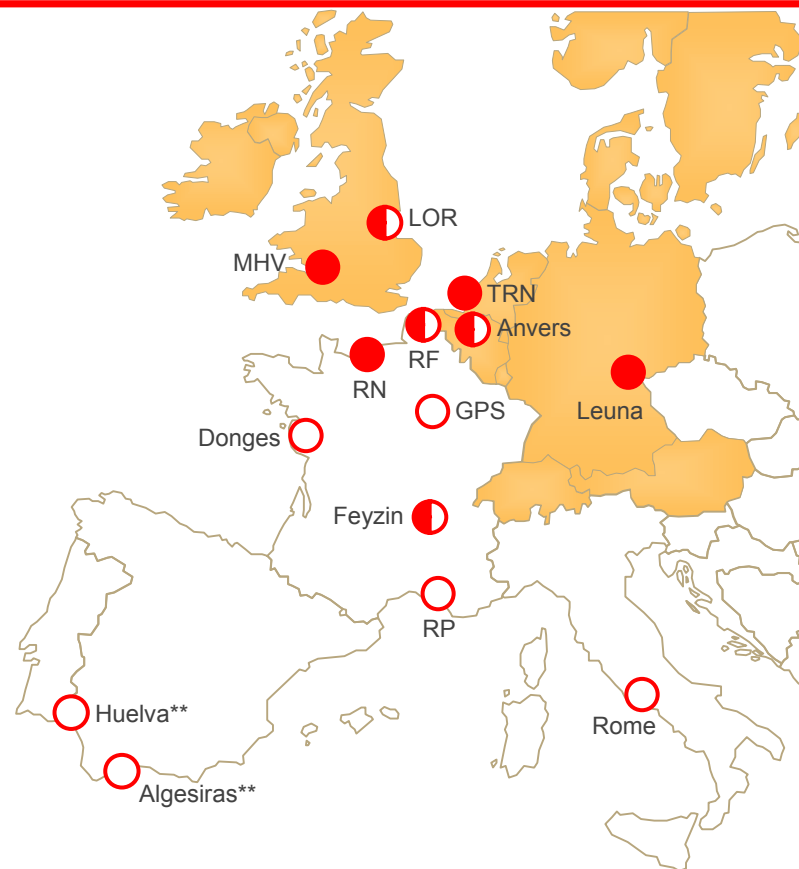 LOR
MHV
TRN
Anvers
RF
RN
GPS
Leuna
Donges
Feyzin
RP
Huelva**
Rome
Algesiras**